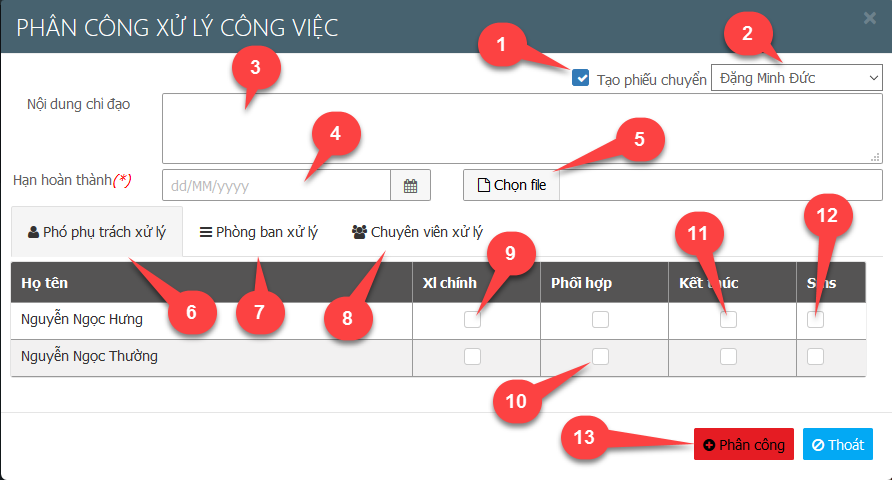 PHÂN CÔNG XỬ LÝ CÔNG VIỆC
1
2
Tạo phiếu chuyển
Đặng Minh Đức
3
Nội dung chỉ đạo
4
5
Hạn hoàn thành(*)
dd/MM/yyyy
Chọn file
Phó phụ trách xử lý
Phòng ban xử lý
Chuyên viên xử lý
9
11
12
Họ tên
Xl chính
Phối hợp
Kết thúc
Sms
6
7
8
Nguyễn Ngọc Hưng
Nguyễn Ngọc Thường
10
13
Phân công
Thoát